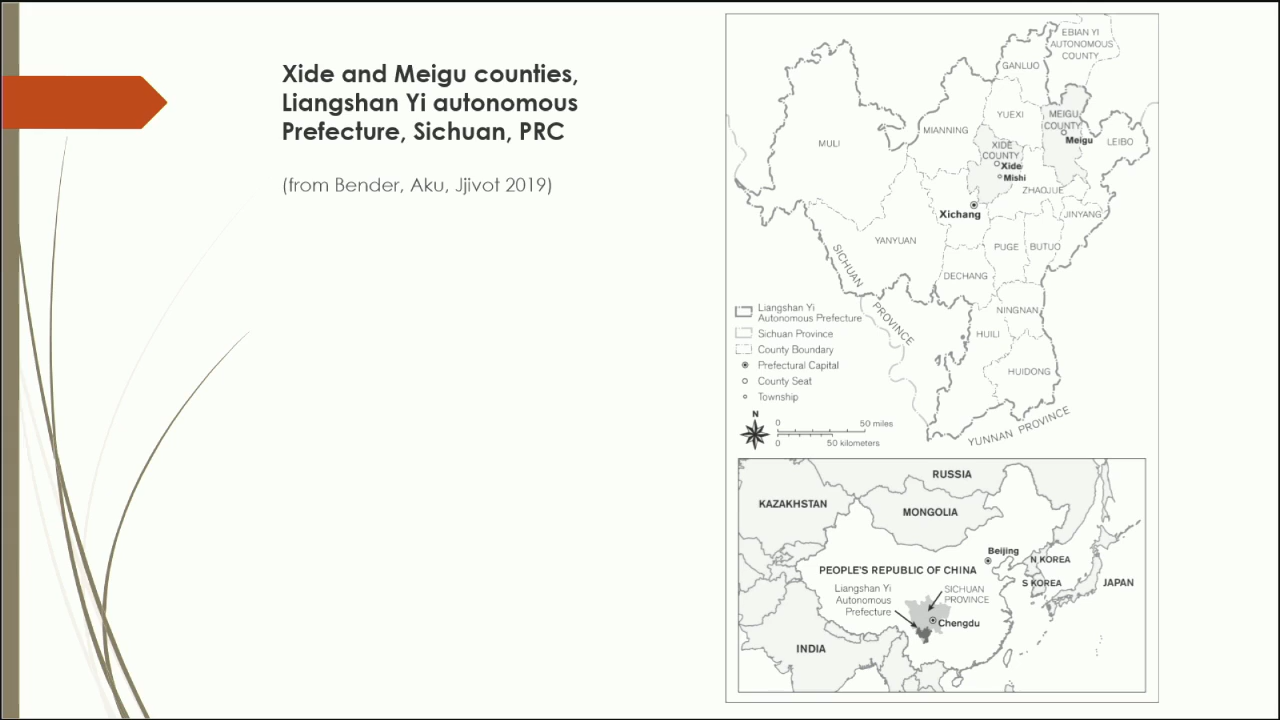 Xide and Meigu counties,
Liangshan Yi autonomous
Prefecture, Sichuan, PRC
(from Bender, Aku, Jjivot 2019)
EBIAN YI
AUTONOMOUS
COUNTY
GANLUO
YUEXI
MEIGU
COUNTY
Meigu
MIANNING
MULI
LEIBO
XIDE
COUNTY
Xide
Mishi
ZHAOJUE
Xichang
JINYANG
YANYUAN
PUGE
BUTUO
SICHUAN
PROVINCE
DECHANG
NINGNAN
HUILI
HUIDONG
YUNNAN PROVINCE
Liangshan Yi
Autonomous Prefecture
Sichuan Province
County Boundary
Prefectural Capital
County Seat
Township
N
0 50 miles
0 50 kilometers
RUSSIA
KAZAKHSTAN
MONGOLIA
Beijing
N KOREA
PEOPLE'S REPUBLIC OF CHINA
S KOREA
JAPAN
Liangshan Yi
Autonomous
Prefecture
SICHUAN
PROVINCE
Chengdu
INDIA